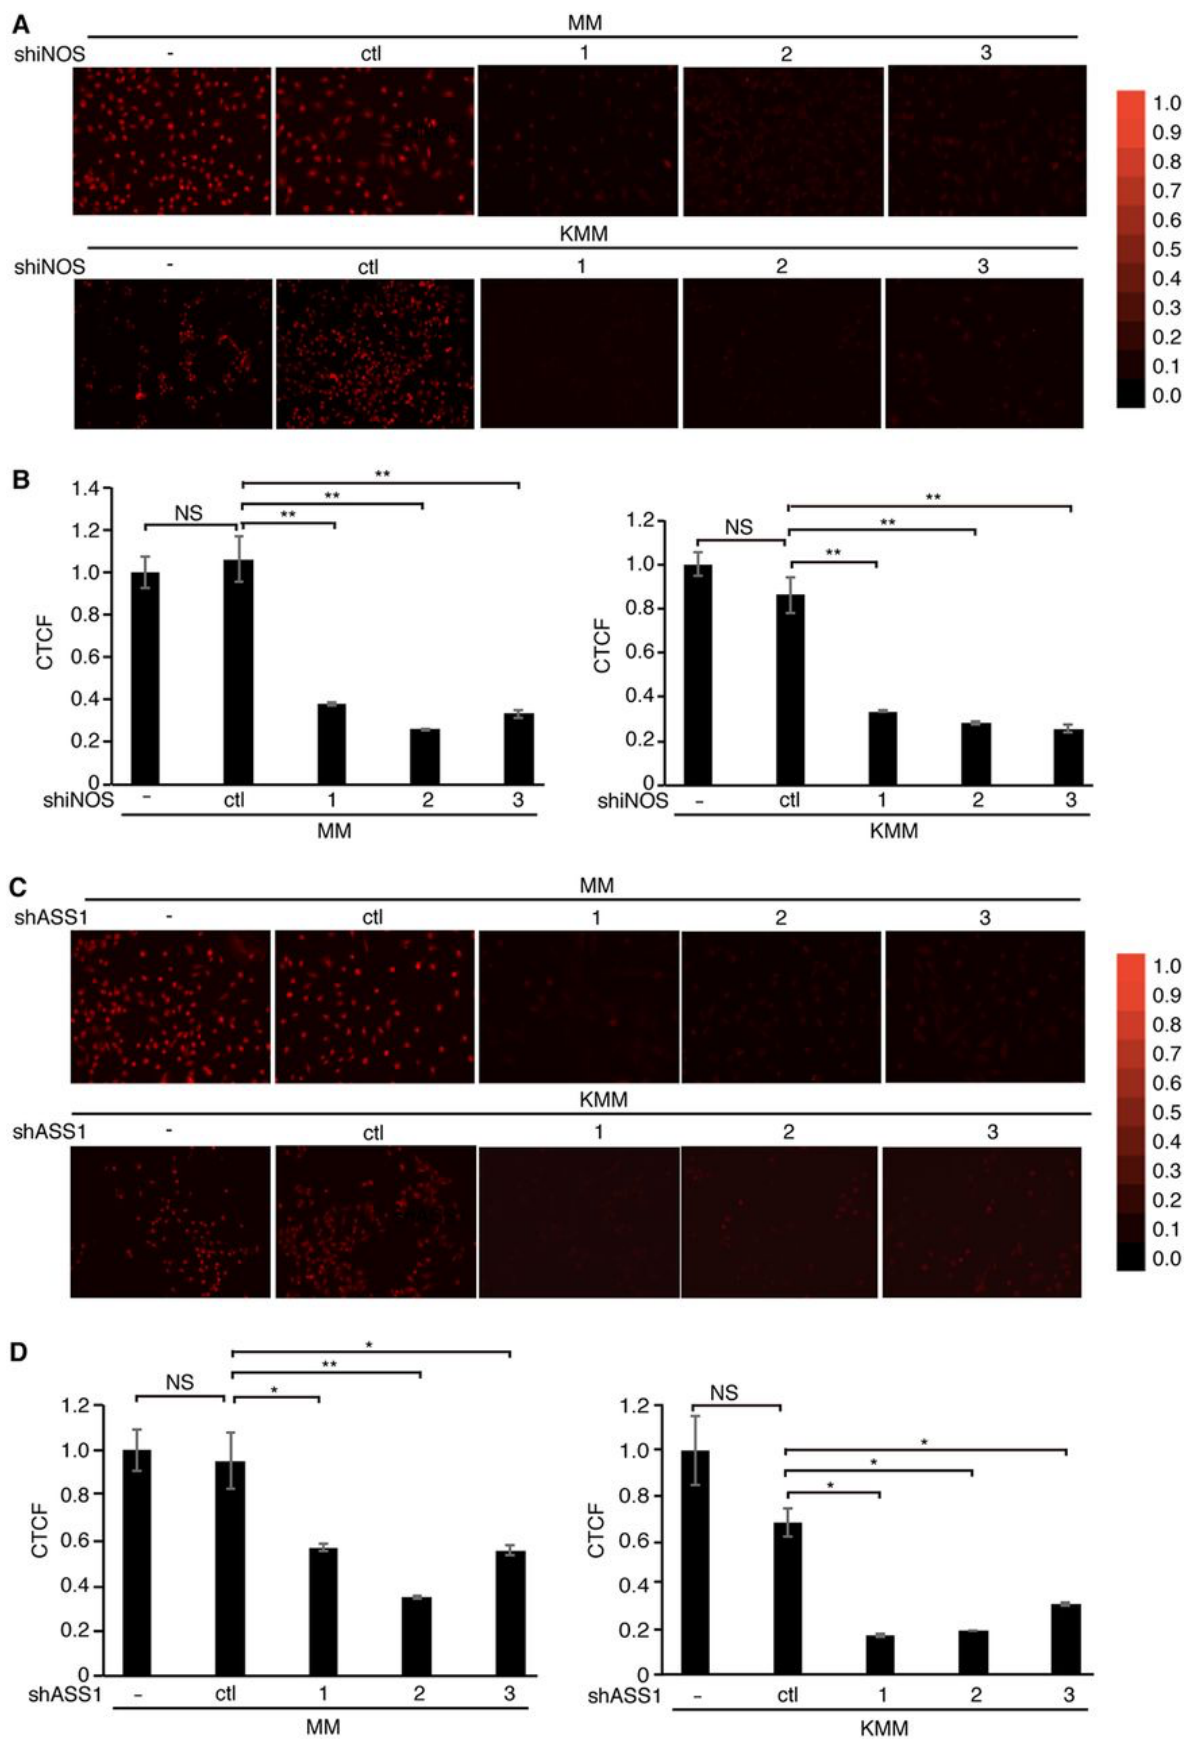 A
MM
shiNOS - ctl 1 2 3
1.0
0.9
0.8
0.7
0.6
0.5
0.4
0.3
0.2
0.1
0.0
KMM
shiNOS - ctl 1 2 3
B
**
**
NS **
1.4
1.2
1.0
0.8
0.6
0.4
0.2
0
CTCF
shiNOS - ctl 1 2 3
MM
**
**
NS
**
1.2
1.0
0.8
0.6
0.4
0.2
0
CTCF
shiNOS - ctl 1 2 3
KMM
C
MM
shASS1 - ctl 1 2 3
1.0
0.9
0.8
0.7
0.6
0.5
0.4
0.3
0.2
0.1
0.0
KMM
shASS1 - ctl 1 2 3
D
*
**
NS *
1.2
1.0
0.8
0.6
0.4
0.2
0
CTCF
shASS1 - ctl 1 2 3
MM
NS
*
*
*
1.2
1.0
0.8
0.6
0.4
0.2
0
CTCF
shASS1 - ctl 1 2 3
KMM